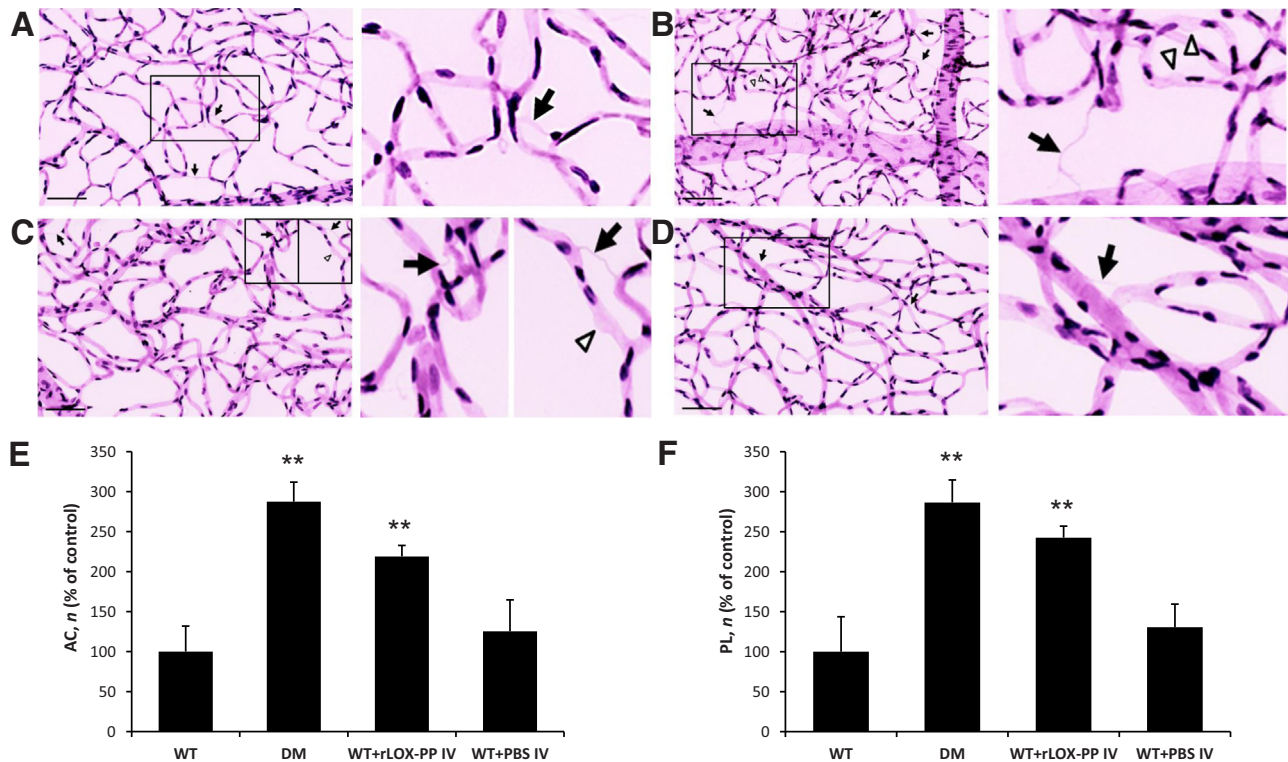 A
B
C
D
E
AC, n (% of control)
350
300
250
200
150
100
50
0
**
**
WT
DM
WT+rLOX-PP IV
WT+PBS IV
F
PL, n (% of control)
350
300
250
200
150
100
50
0
**
**
WT
DM
WT+rLOX-PP IV
WT+PBS IV